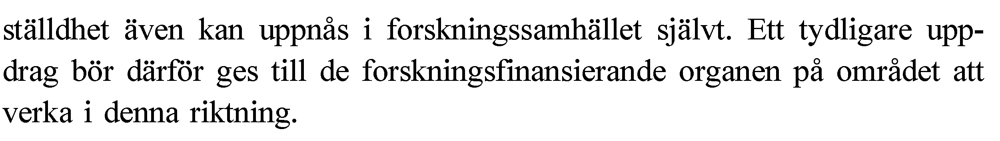 ställdhet även kan uppnås i forskningssamhället självt. Ett tydligare upp-
drag bör därför ges till de forskningsfinansierande organen på området att
verka i denna riktning.